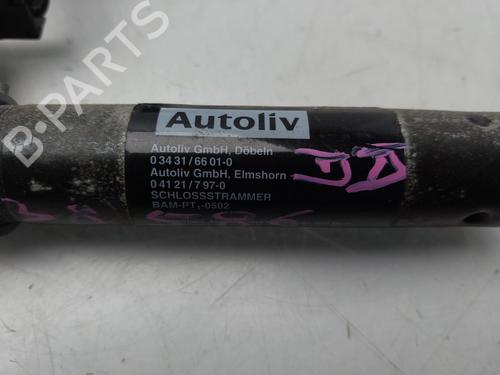 B-PARTS
Autoliv
Autoliv GmbH, Döbeln
0 34 31 / 66 01-0
Autoliv GmbH, Elmshorn
0 41 21 / 7 97-0
SCHLOSSSTRAMMER
BAM-PT₁-0502